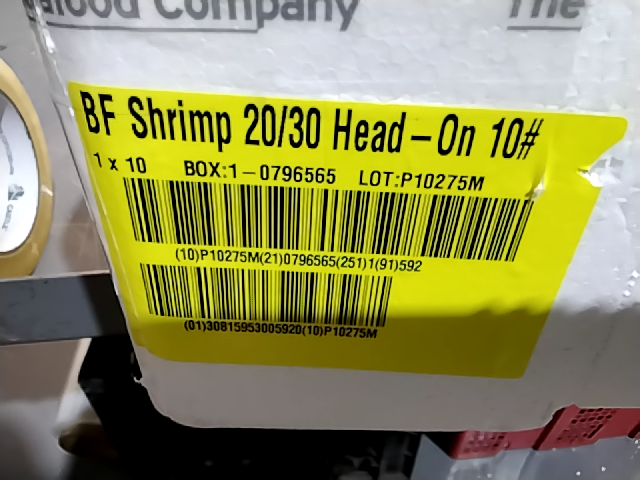 Seafood Company The
BF Shrimp 20/30 Head-On 10#
1 x 10 BOX:1-0796565 LOT:P10275M
(10)P10275M(21)0796565(251)1(91)592
(01)30815953005920(10)P10275M